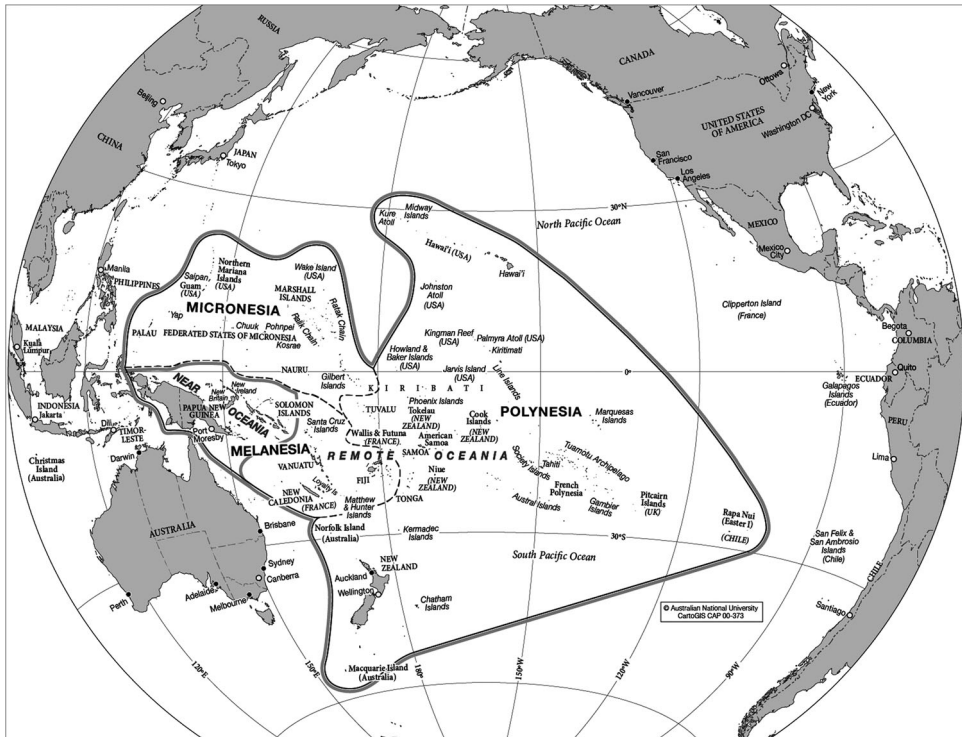 RUSSIA
CANADA
Ottows
Vancouver
New
York
Beijing
UNITED STATES
OF AMERICA
Washington DC
CHINA
JAPAN
Tokyo
San
Francisco
Los
Angeles
30°N
Midway
Islands
Kure
Atoll
North Pacific Ocean
MEXICO
Mexico
City
Hawai'i (USA)
Hawai'i
Manila
PHILIPPINES
Northern
Mariana
Islands
(USA)
Saipan
Guam
(USA)
Wake Island
(USA)
MARSHALL
ISLANDS
Johnston
Atoll
(USA)
Clipperton Island
(France)
MICRONESIA
Ratak Chain
Ralik Chain
Yap
Chuuk
Pohnpei
PALAU
FEDERATED STATES OF MICRONESIA
Kosrae
Kingman Reef
(USA)
Palmyra Atoll (USA)
Kiritimati
Howland &
Baker Islands
(USA)
Jarvis Island
(USA)
Line Islands
MALAYSIA
Kuala
Lumpur
Begota
COLUMBIA
Quito
ECUADOR
Galapagos
Islands
(Ecuador)
0°
NAURU
Gilbert
Islands
KIRIBATI
NEAR
OCEANIA
New
Britain
New
Ireland
INDONESIA
Jakarta
PAPUA NEW
GUINEA
SOLOMON
ISLANDS
Santa Cruz
Islands
TUVALU
Phoenix Islands
Tokelau
(NEW
ZEALAND)
Cook
Islands
(NEW
ZEALAND)
POLYNESIA
Marquesas
Islands
PERU
Dili
TIMOR-
LESTE
Port
Moresby
Wallis & Futuna
(FRANCE)
American
Samoa
SAMOA
MELANESIA
REMOTE OCEANIA
Christmas
Island
(Australia)
Darwin
VANUATU
FIJI
Niue
(NEW
ZEALAND)
Society Islands
Tahiti
Tuamotu Archipelago
Lima
Loyalty Is
NEW
CALEDONIA
(FRANCE)
Matthew
& Hunter
Islands
TONGA
Austral Islands
French
Polynesia
Gambier
Islands
Pitcairn
Islands
(UK)
Rapa Nui
(Easter I)
(CHILE)
AUSTRALIA
Brisbane
Norfolk Island
(Australia)
Kermadec
Islands
30°S
South Pacific Ocean
San Felix &
San Ambrosio
Islands
(Chile)
Sydney
Canberra
Adelaide
Melbourne
Perth
NEW
ZEALAND
Auckland
Wellington
Chatham
Islands
CHILE
Santiago
© Australian National University
CartoGIS CAP 00-373
Macquarie Island
(Australia)
120°E
150°E
180°
150°W
120°W
90°W